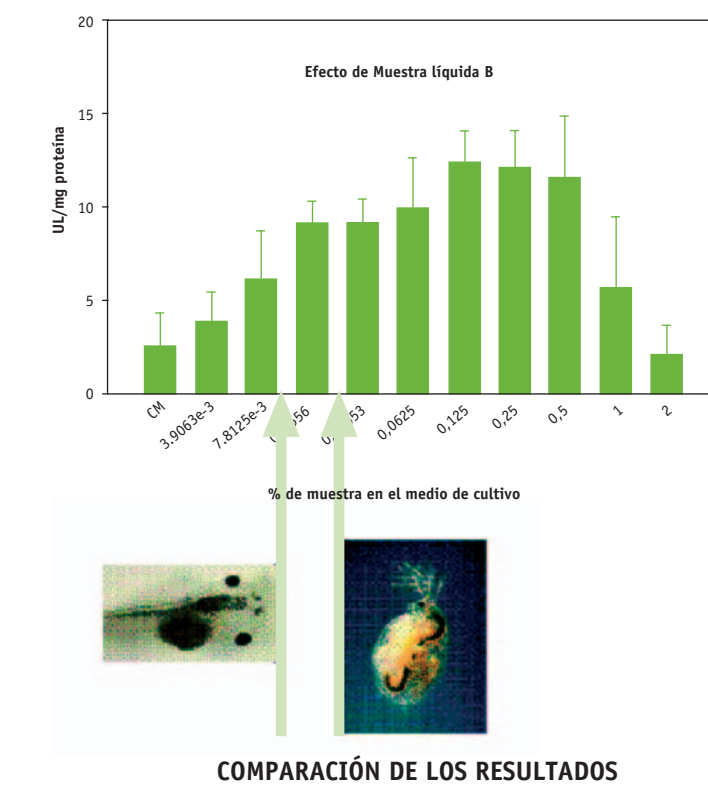 20
Efecto de Muestra líquida B
15
UL/mg proteína
10
5
0
CM
3.9063e-3
7.8125e-3
0,0625
0,125
0,25
0,5
1
2
% de muestra en el medio de cultivo
COMPARACIÓN DE LOS RESULTADOS